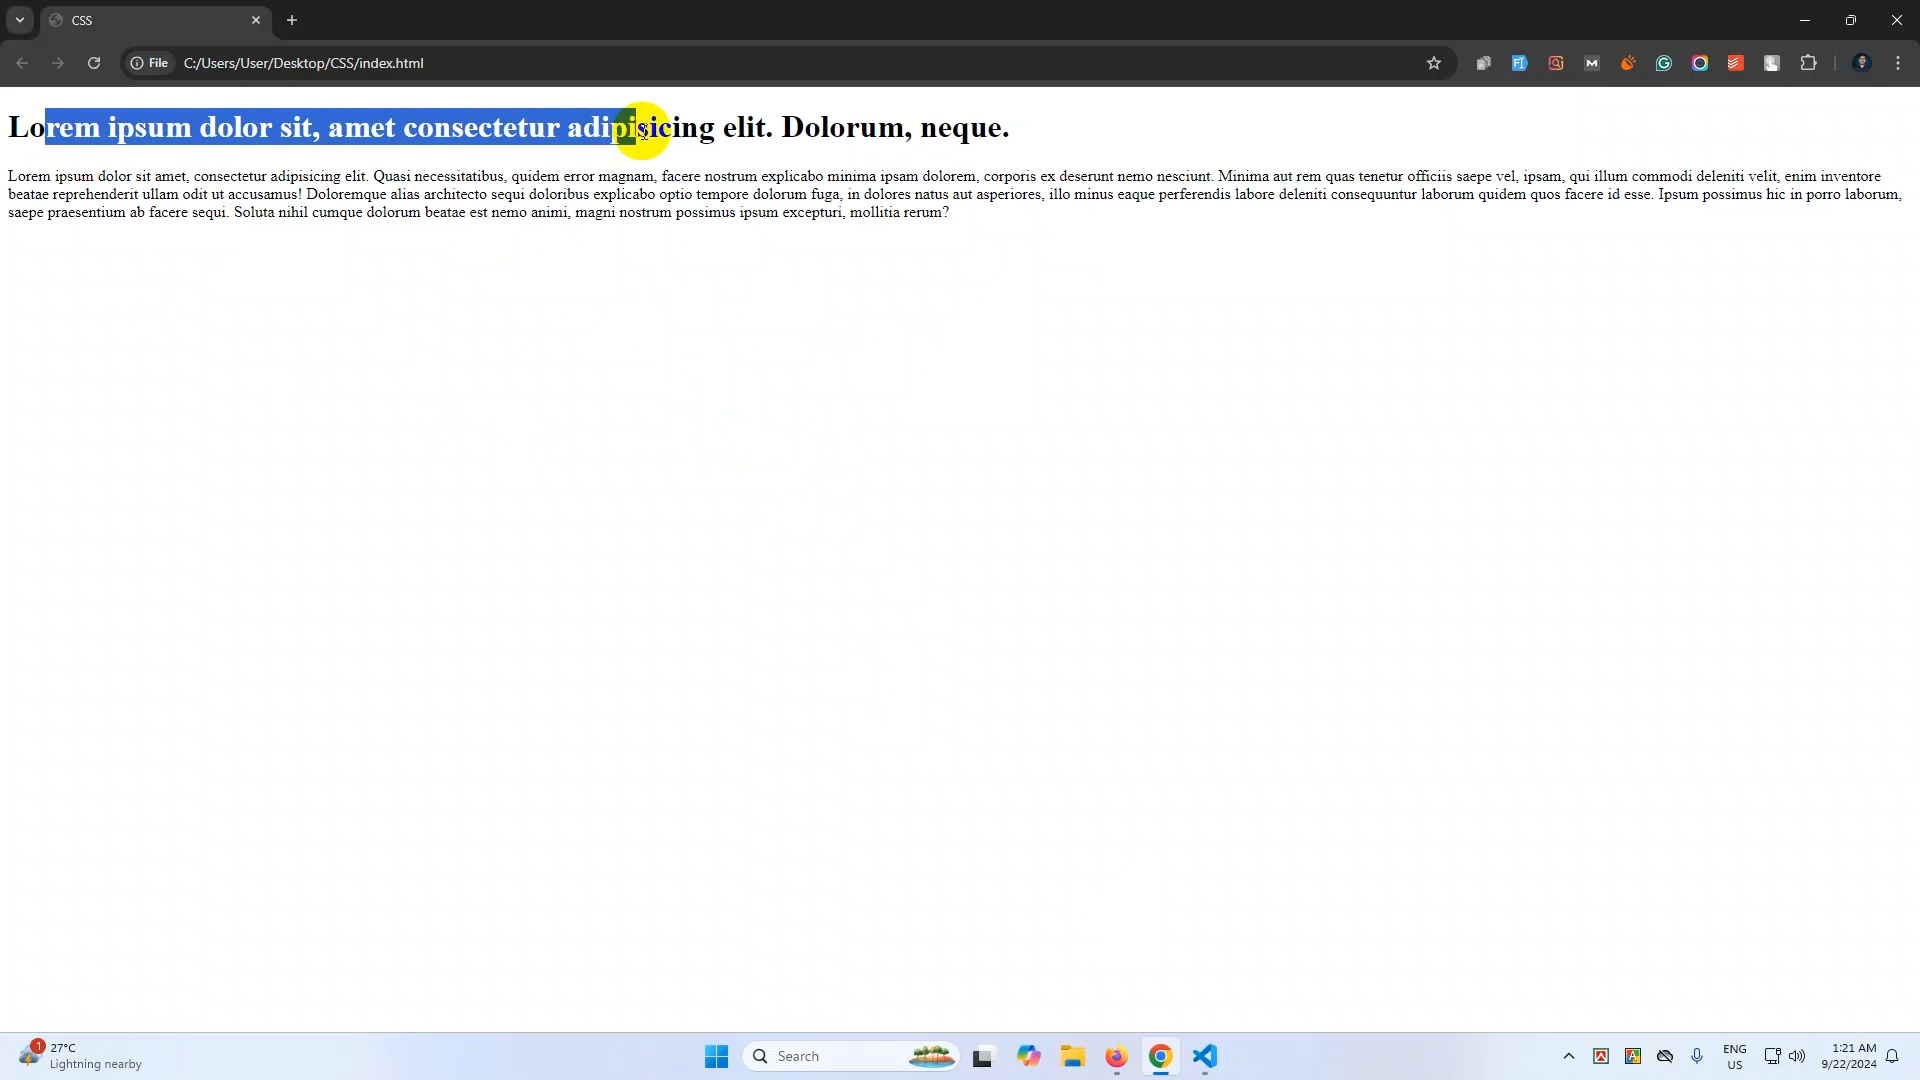 CSS
File
C:/Users/User/Desktop/CSS/index.html
Lorem ipsum dolor sit, amet consectetur adipisicing elit. Dolorum, neque.
Lorem ipsum dolor sit amet, consectetur adipisicing elit. Quasi necessitatibus, quidem error magnam, facere nostrum explicabo minima ipsam dolorem, corporis ex deserunt nemo nesciunt. Minima aut rem quas tenetur officiis saepe vel, ipsam, qui illum commodi deleniti velit, enim inventore
beatae reprehenderit ullam odit ut accusamus! Doloremque alias architecto sequi doloribus explicabo optio tempore dolorum fuga, in dolores natus aut asperiores, illo minus eaque perferendis labore deleniti consequuntur laborum quidem quos facere id esse. Ipsum possimus hic in porro laborum,
saepe praesentium ab facere sequi. Soluta nihil cumque dolorum beatae est nemo animi, magni nostrum possimus ipsum excepturi, mollitia rerum?
1
27°C
Lightning nearby
Search
ENG
US
1:21 AM
9/22/2024